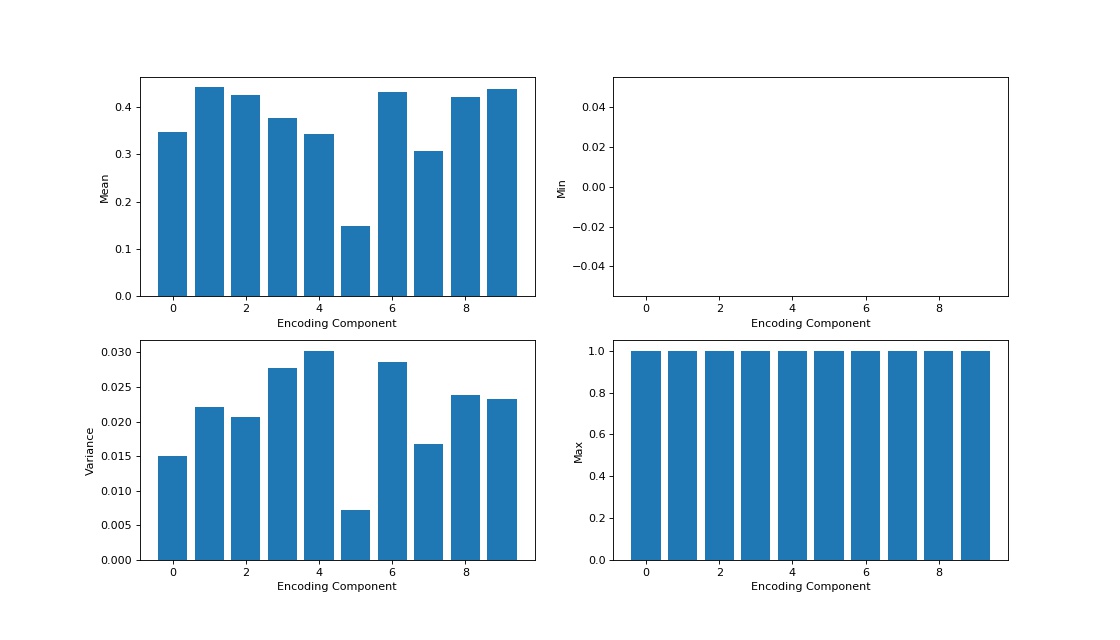 0.4
0.3
0.2
0.1
0.0
Mean
0 2 4 6 8
Encoding Component
0.04
0.02
0.00
−0.02
−0.04
Min
0 2 4 6 8
Encoding Component
0.030
0.025
0.020
0.015
0.010
0.005
0.000
Variance
0 2 4 6 8
Encoding Component
1.0
0.8
0.6
0.4
0.2
0.0
Max
0 2 4 6 8
Encoding Component